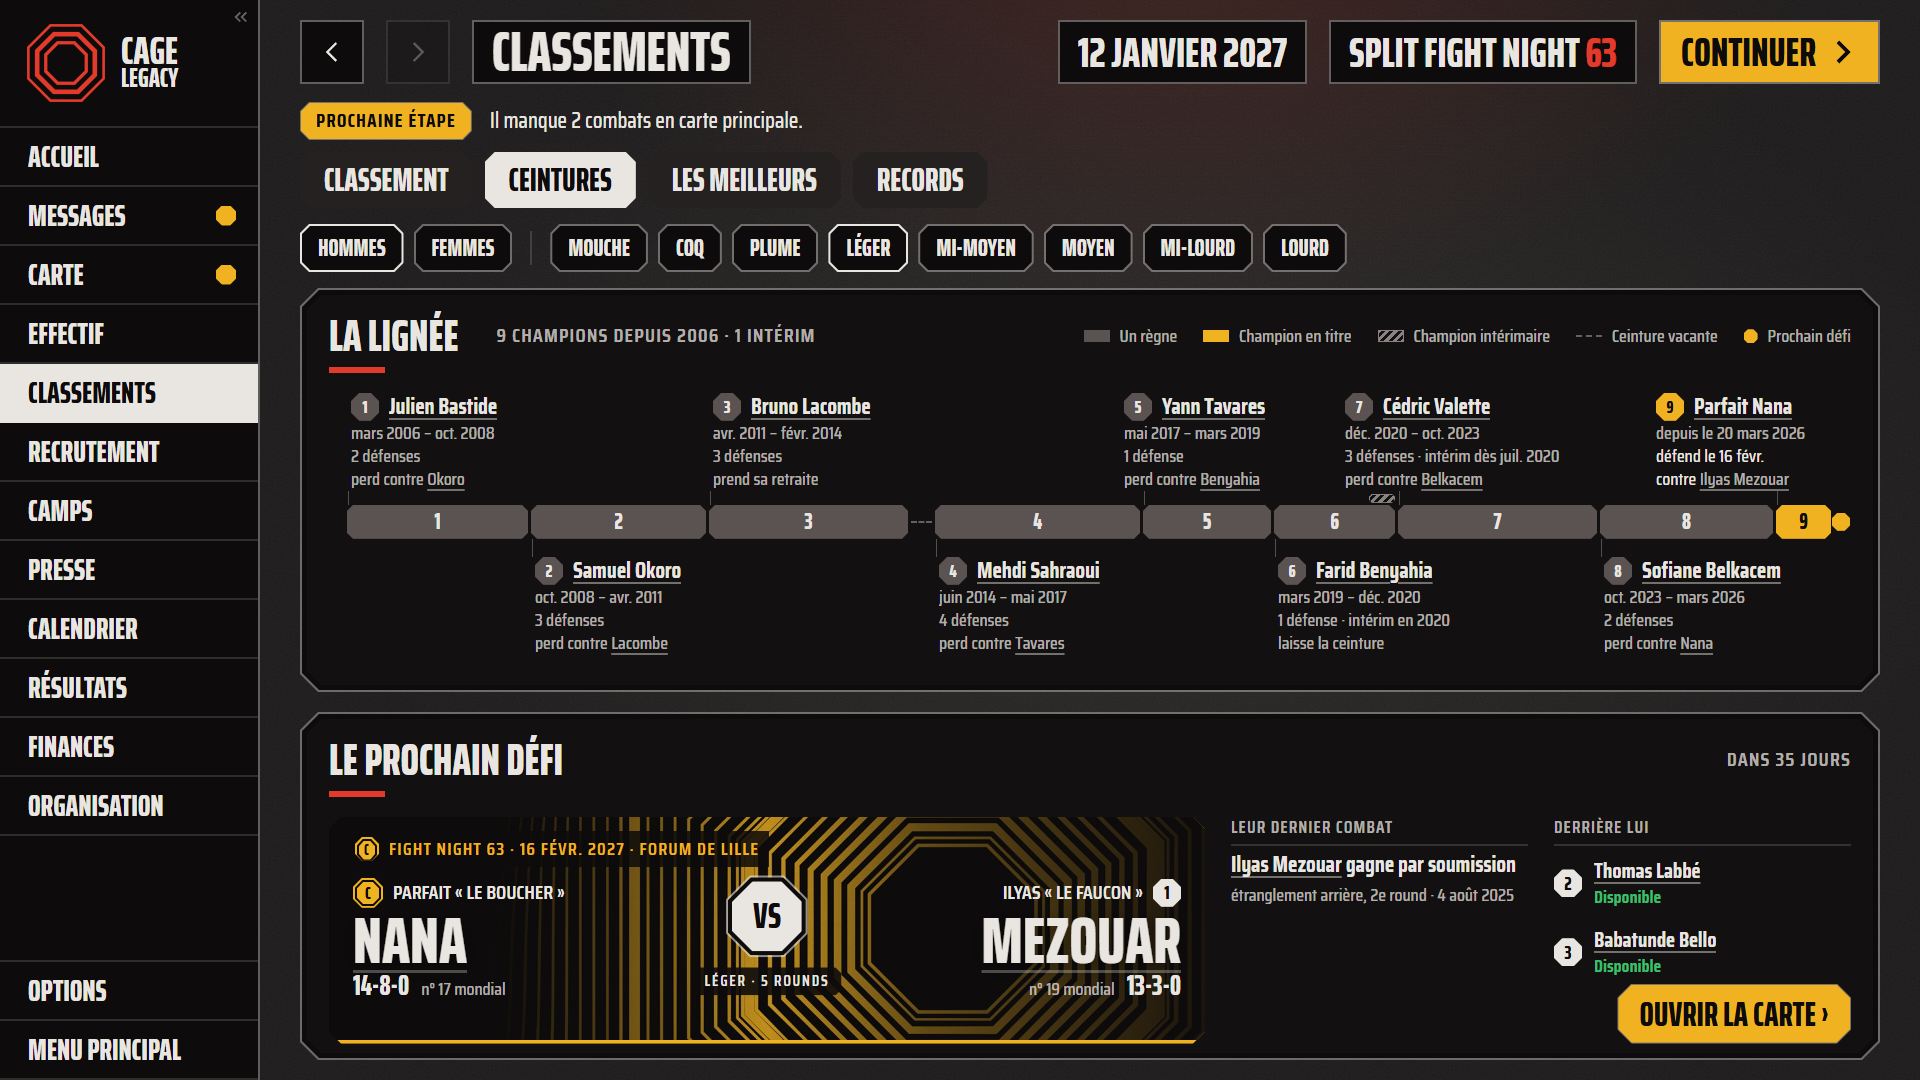 CAGE
LEGACY
«
ACCUEIL
MESSAGES
CARTE
EFFECTIF
CLASSEMENTS
RECRUTEMENT
CAMPS
PRESSE
CALENDRIER
RÉSULTATS
FINANCES
ORGANISATION
OPTIONS
MENU PRINCIPAL
CLASSEMENTS
12 JANVIER 2027
SPLIT FIGHT NIGHT 63
CONTINUER
PROCHAINE ÉTAPE
Il manque 2 combats en carte principale.
CLASSEMENT
CEINTURES
LES MEILLEURS
RECORDS
HOMMES
FEMMES
MOUCHE
COQ
PLUME
LÉGER
MI-MOYEN
MOYEN
MI-LOURD
LOURD
LA LIGNÉE
9 CHAMPIONS DEPUIS 2006 · 1 INTÉRIM
Un règne
Champion en titre
Champion intérimaire
Ceinture vacante
Prochain défi
1 Julien Bastide
mars 2006 – oct. 2008
2 défenses
perd contre Okoro
3 Bruno Lacombe
avr. 2011 – févr. 2014
3 défenses
prend sa retraite
5 Yann Tavares
mai 2017 – mars 2019
1 défense
perd contre Benyahia
7 Cédric Valette
déc. 2020 – oct. 2023
3 défenses · intérim dès juil. 2020
perd contre Belkacem
9 Parfait Nana
depuis le 20 mars 2026
défend le 16 févr.
contre Ilyas Mezouar
1 2 3 4 5 6 7 8 9
2 Samuel Okoro
oct. 2008 – avr. 2011
3 défenses
perd contre Lacombe
4 Mehdi Sahraoui
juin 2014 – mai 2017
4 défenses
perd contre Tavares
6 Farid Benyahia
mars 2019 – déc. 2020
1 défense · intérim en 2020
laisse la ceinture
8 Sofiane Belkacem
oct. 2023 – mars 2026
2 défenses
perd contre Nana
LE PROCHAIN DÉFI
DANS 35 JOURS
C FIGHT NIGHT 63 · 16 FÉVR. 2027 · FORUM DE LILLE
C PARFAIT « LE BOUCHER »
NANA
14-8-0 n° 17 mondial
VS
LÉGER · 5 ROUNDS
ILYAS « LE FAUCON » 1
MEZOUAR
n° 19 mondial 13-3-0
LEUR DERNIER COMBAT
Ilyas Mezouar gagne par soumission
étranglement arrière, 2e round · 4 août 2025
DERRIÈRE LUI
2 Thomas Labbé
Disponible
3 Babatunde Bello
Disponible
OUVRIR LA CARTE ›